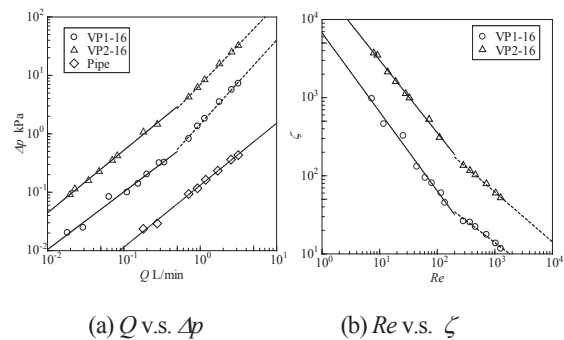 10²
VP1-16
VP2-16
Pipe
10¹
10⁰
10⁻¹
10⁻²
Δp kPa
10⁻² 10⁻¹ 10⁰ 10¹
Q L/min
(a) Q v.s. Δp
10⁴
VP1-16
VP2-16
10³
10²
10¹
ζ
10⁰ 10¹ 10² 10³ 10⁴
Re
(b) Re v.s. ζ